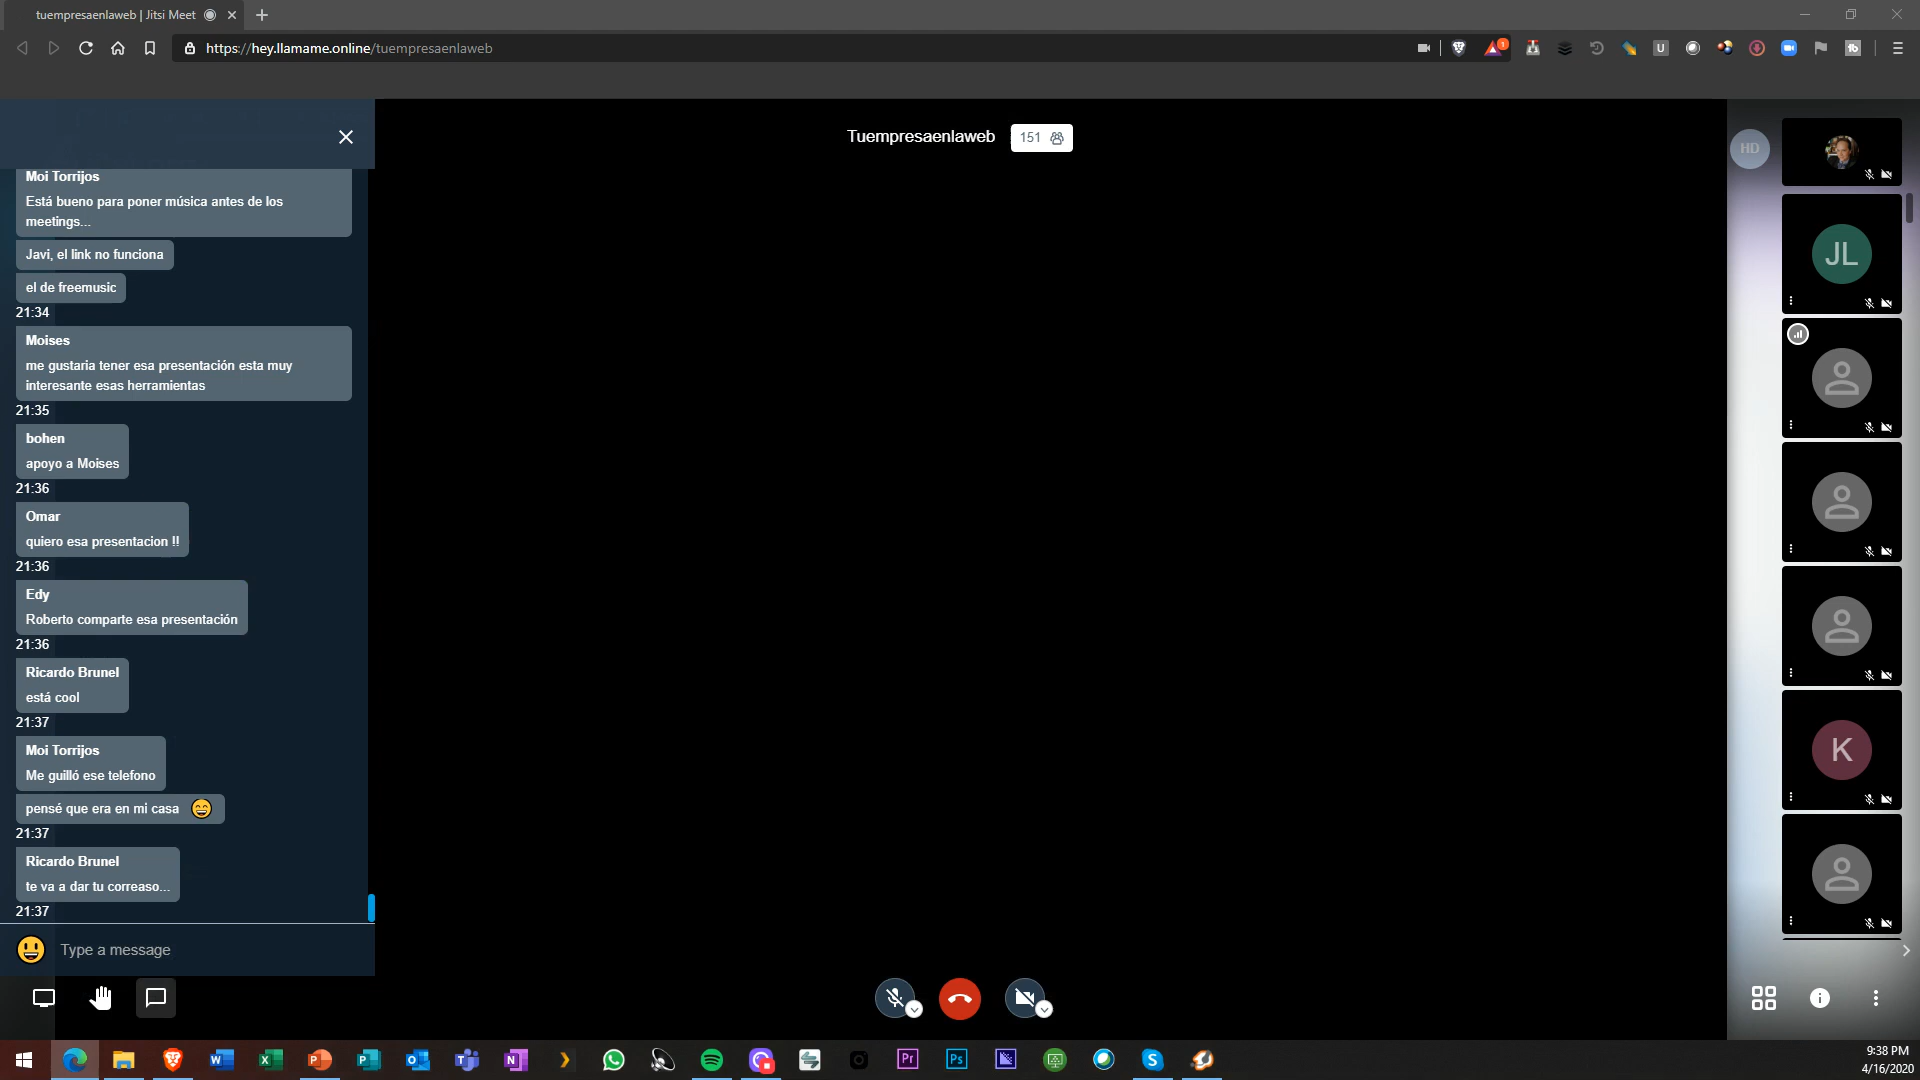 tuempresaenlaweb | Jitsi Meet
https://hey.llamame.online/tuempresaenlaweb
1
U
Tuempresaenlaweb
151
HD
Moi Torrijos
Está bueno para poner música antes de los
meetings...
Javi, el link no funciona
el de freemusic
21:34
Moises
me gustaria tener esa presentación esta muy
interesante esas herramientas
21:35
bohen
apoyo a Moises
21:36
Omar
quiero esa presentacion !!
21:36
Edy
Roberto comparte esa presentación
21:36
Ricardo Brunel
está cool
21:37
Moi Torrijos
Me guilló ese telefono
pensé que era en mi casa
21:37
Ricardo Brunel
te va a dar tu correaso...
21:37
Type a message
JL
K
Pr
Ps
9:38 PM
4/16/2020